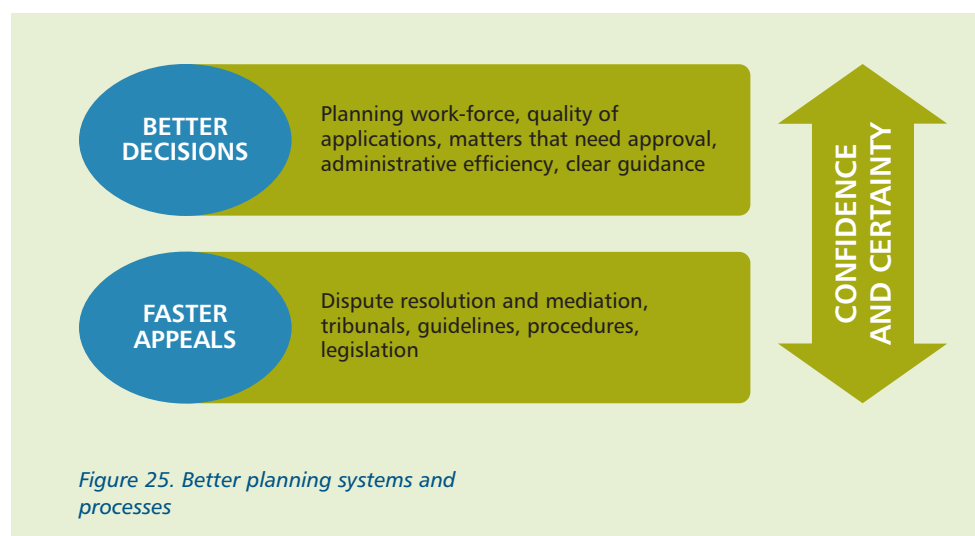 BETTER
DECISIONS
Planning work-force, quality of
applications, matters that need approval,
administrative efficiency, clear guidance
FASTER
APPEALS
Dispute resolution and mediation,
tribunals, guidelines, procedures,
legislation
CONFIDENCE
AND CERTAINTY
Figure 25. Better planning systems and
processes